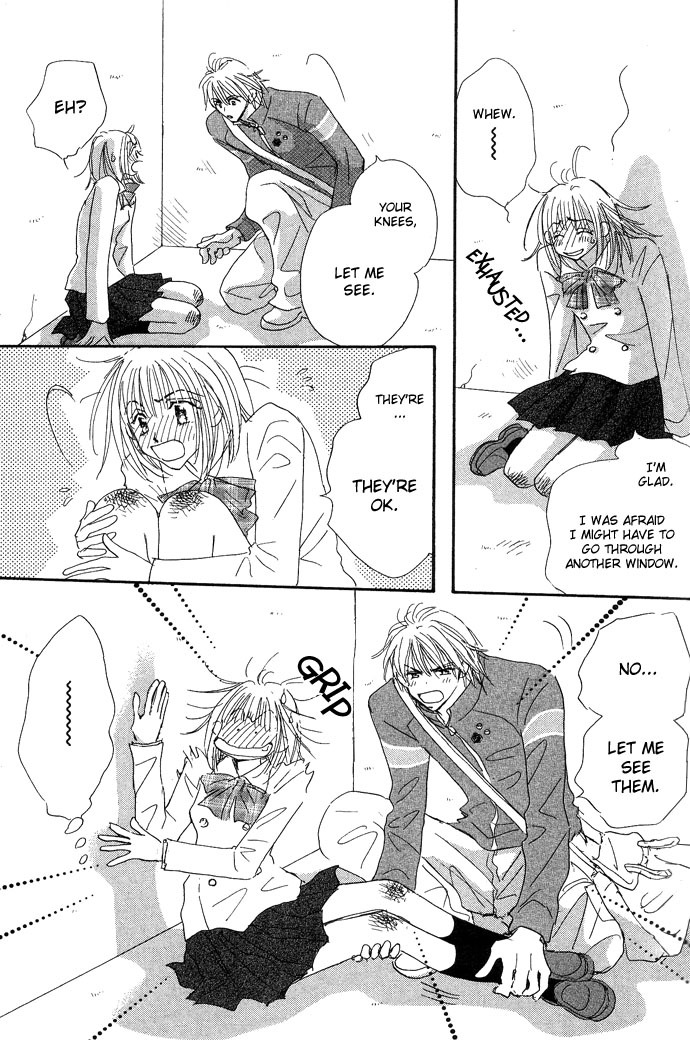 WHEW.
EXHAUSTED...
I'M
GLAD.
I WAS AFRAID
I MIGHT HAVE TO
GO THROUGH
ANOTHER WINDOW.
YOUR
KNEES,
LET ME
SEE.
EH?
THEY'RE
...
THEY'RE
OK.
NO...
LET ME
SEE
THEM.
GRIP